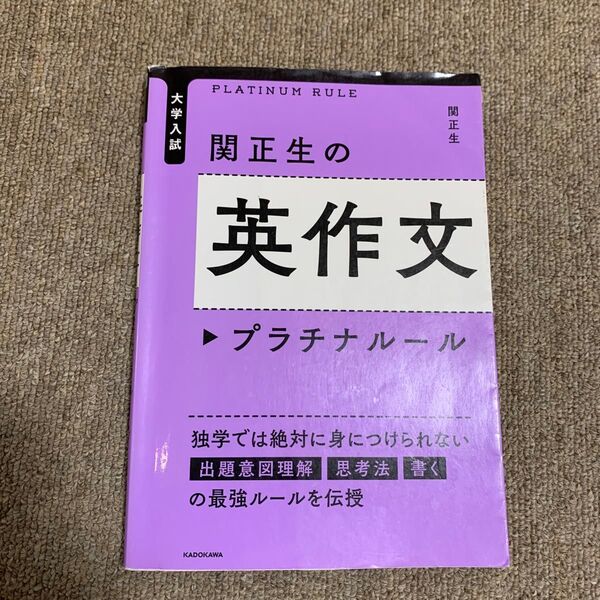 PLATINUM RULE
大学入試
関正生
関正生の
英作文
▶プラチナルール
独学では絶対に身につけられない
出題意図理解 思考法 書く
の最強ルールを伝授
KADOKAWA